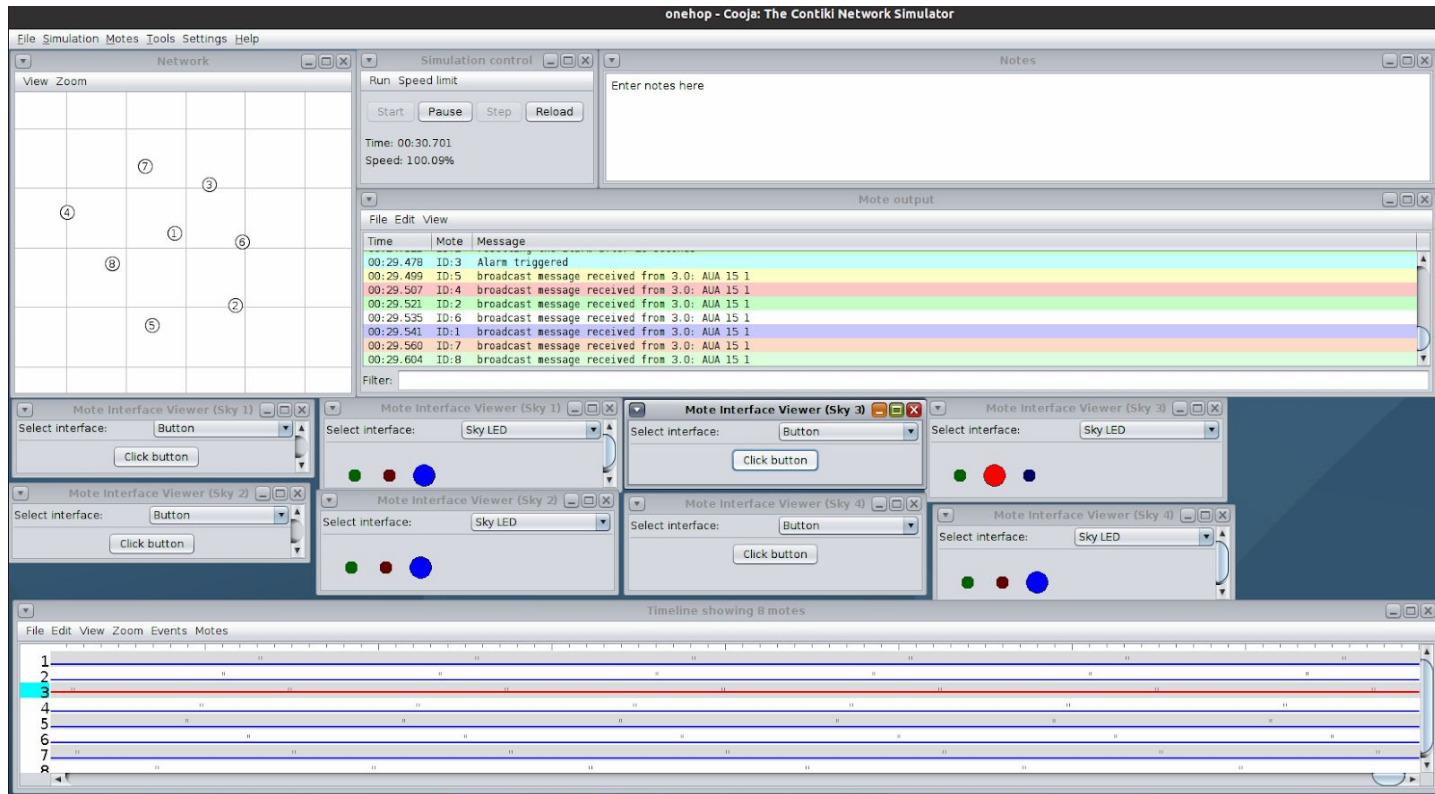 onehop - Cooja: The Contiki Network Simulator
File Simulation Motes Tools Settings Help
Network
View Zoom
7
3
4
1
6
8
2
5
Simulation control
Run Speed limit
Start Pause Step Reload
Time: 00:30.701
Speed: 100.09%
Notes
Enter notes here
Mote output
File Edit View
Time Mote Message
00:29.478 ID:3 Alarm triggered
00:29.499 ID:5 broadcast message received from 3.0: AUA 15 1
00:29.507 ID:4 broadcast message received from 3.0: AUA 15 1
00:29.521 ID:2 broadcast message received from 3.0: AUA 15 1
00:29.535 ID:6 broadcast message received from 3.0: AUA 15 1
00:29.541 ID:1 broadcast message received from 3.0: AUA 15 1
00:29.560 ID:7 broadcast message received from 3.0: AUA 15 1
00:29.604 ID:8 broadcast message received from 3.0: AUA 15 1
Filter:
Mote Interface Viewer (Sky 1)
Select interface: Button
Click button
Mote Interface Viewer (Sky 1)
Select interface: Sky LED
Mote Interface Viewer (Sky 3)
Select interface: Button
Click button
Mote Interface Viewer (Sky 3)
Select interface: Sky LED
Mote Interface Viewer (Sky 2)
Select interface: Button
Click button
Mote Interface Viewer (Sky 2)
Select interface: Sky LED
Mote Interface Viewer (Sky 4)
Select interface: Button
Click button
Mote Interface Viewer (Sky 4)
Select interface: Sky LED
Timeline showing 8 motes
File Edit View Zoom Events Motes
1
2
3
4
5
6
7
8